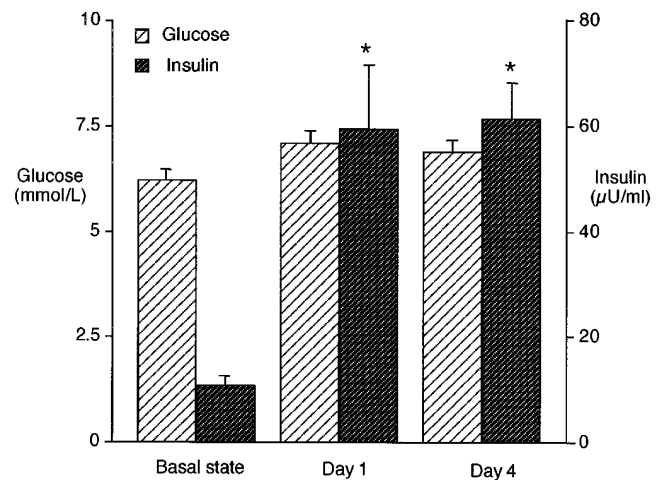 10
80
Glucose
Insulin
*
*
7.5
60
Glucose
(mmol/L)
5
40
Insulin
(µU/ml)
2.5
20
0
0
Basal state
Day 1
Day 4